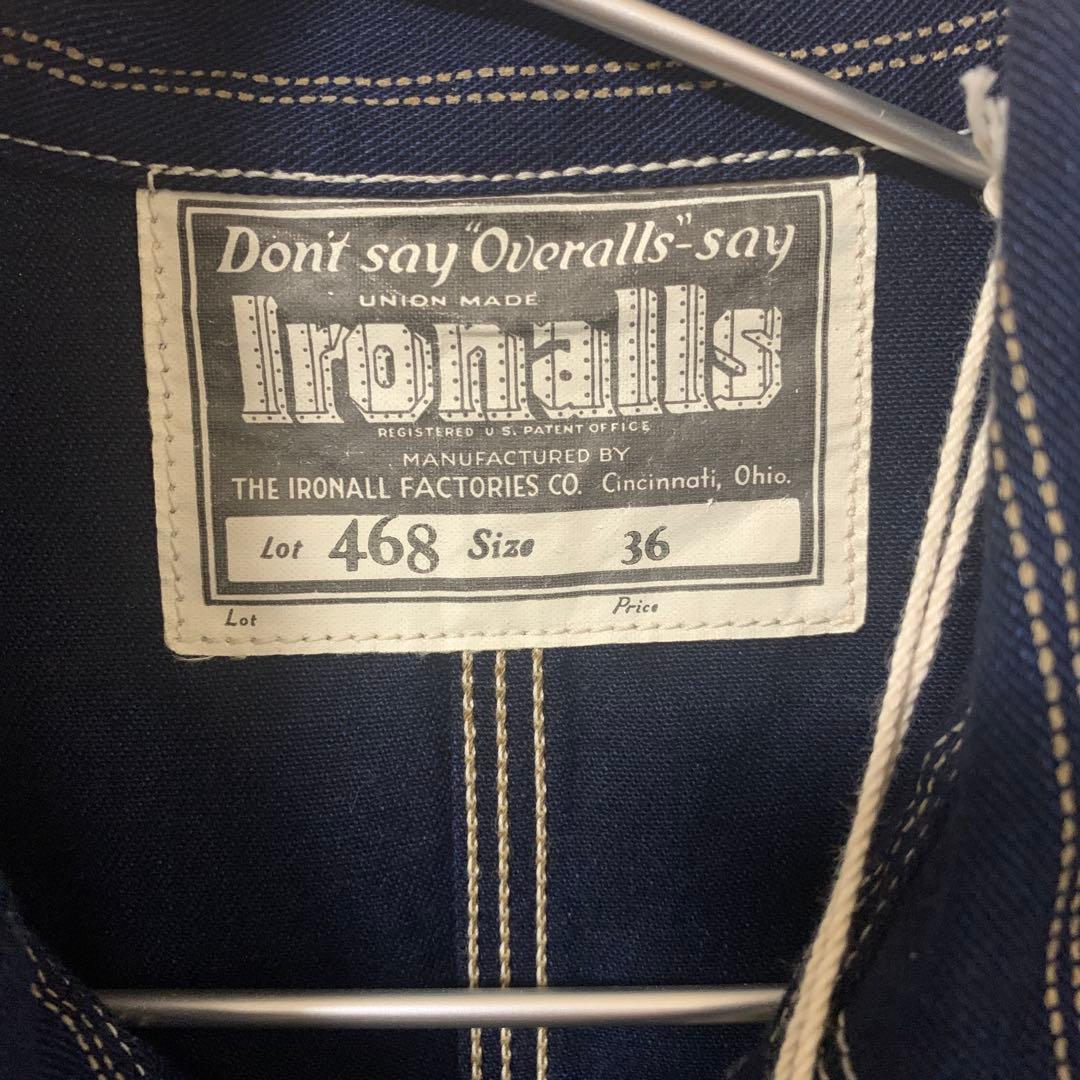 Don't say "Overalls"-say
UNION MADE
Ironalls
REGISTERED U.S. PATENT OFFICE
MANUFACTURED BY
THE IRONALL FACTORIES CO. Cincinnati, Ohio.
Lot 468 Size 36
Lot Price